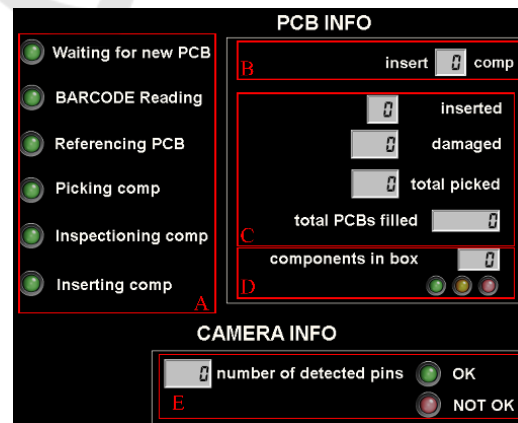 PCB INFO
Waiting for new PCB
BARCODE Reading
Referencing PCB
Picking comp
Inspectioning comp
Inserting comp
A
B insert 0 comp
0 inserted
0 damaged
0 total picked
total PCBs filled 0
C
components in box 0
D
CAMERA INFO
0 number of detected pins OK
E NOT OK